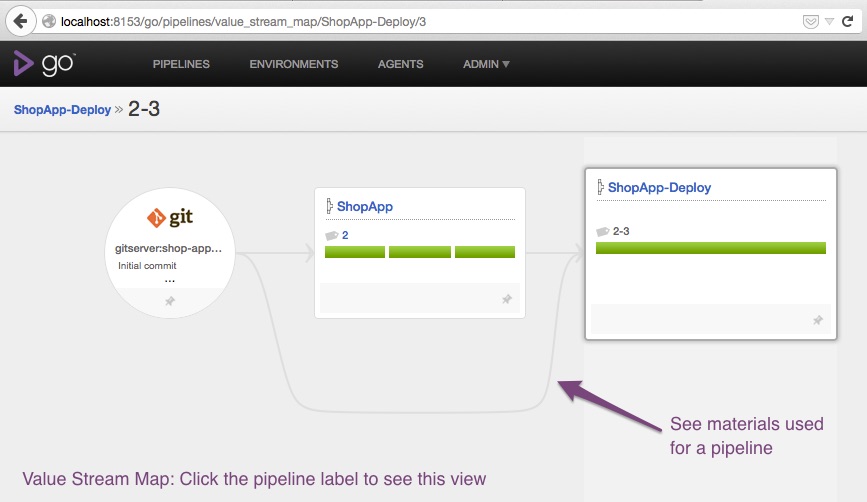 localhost:8153/go/pipelines/value_stream_map/ShopApp-Deploy/3
go™ PIPELINES ENVIRONMENTS AGENTS ADMIN ▼
ShopApp-Deploy » 2-3
git
gitserver:shop-app...
Initial commit
...
ShopApp
2
ShopApp-Deploy
2-3
See materials used
for a pipeline
Value Stream Map: Click the pipeline label to see this view